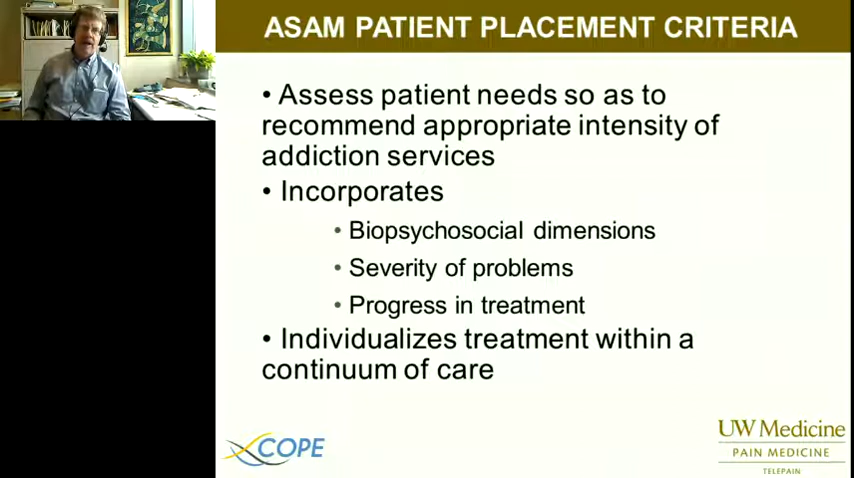 ASAM PATIENT PLACEMENT CRITERIA
• Assess patient needs so as to
recommend appropriate intensity of
addiction services
• Incorporates
• Biopsychosocial dimensions
• Severity of problems
• Progress in treatment
• Individualizes treatment within a
continuum of care
COPE
UW Medicine
PAIN MEDICINE
TELEPAIN